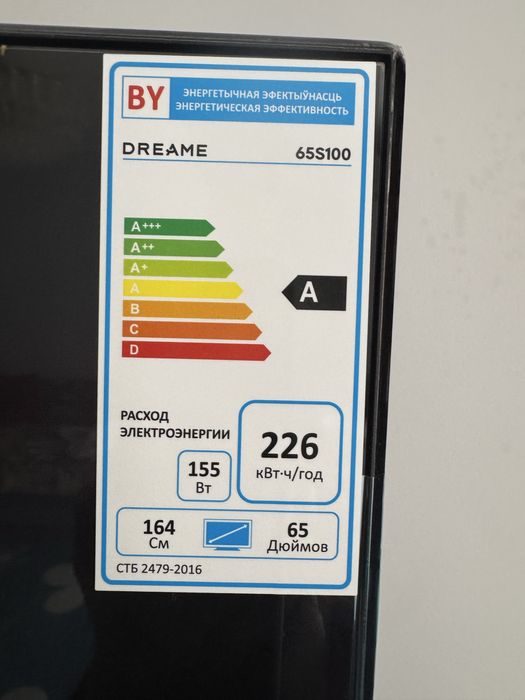 BY
ЭНЕРГЕТЫЧНАЯ ЭФЕКТЫЎНАСЦЬ
ЭНЕРГЕТИЧЕСКАЯ ЭФФЕКТИВНОСТЬ
DREAME 65S100
A+++
A++
A+
A
A
B
C
D
РАСХОД
ЭЛЕКТРОЭНЕРГИИ
226
кВт·ч/год
155
Вт
164
См
65
Дюймов
СТБ 2479-2016